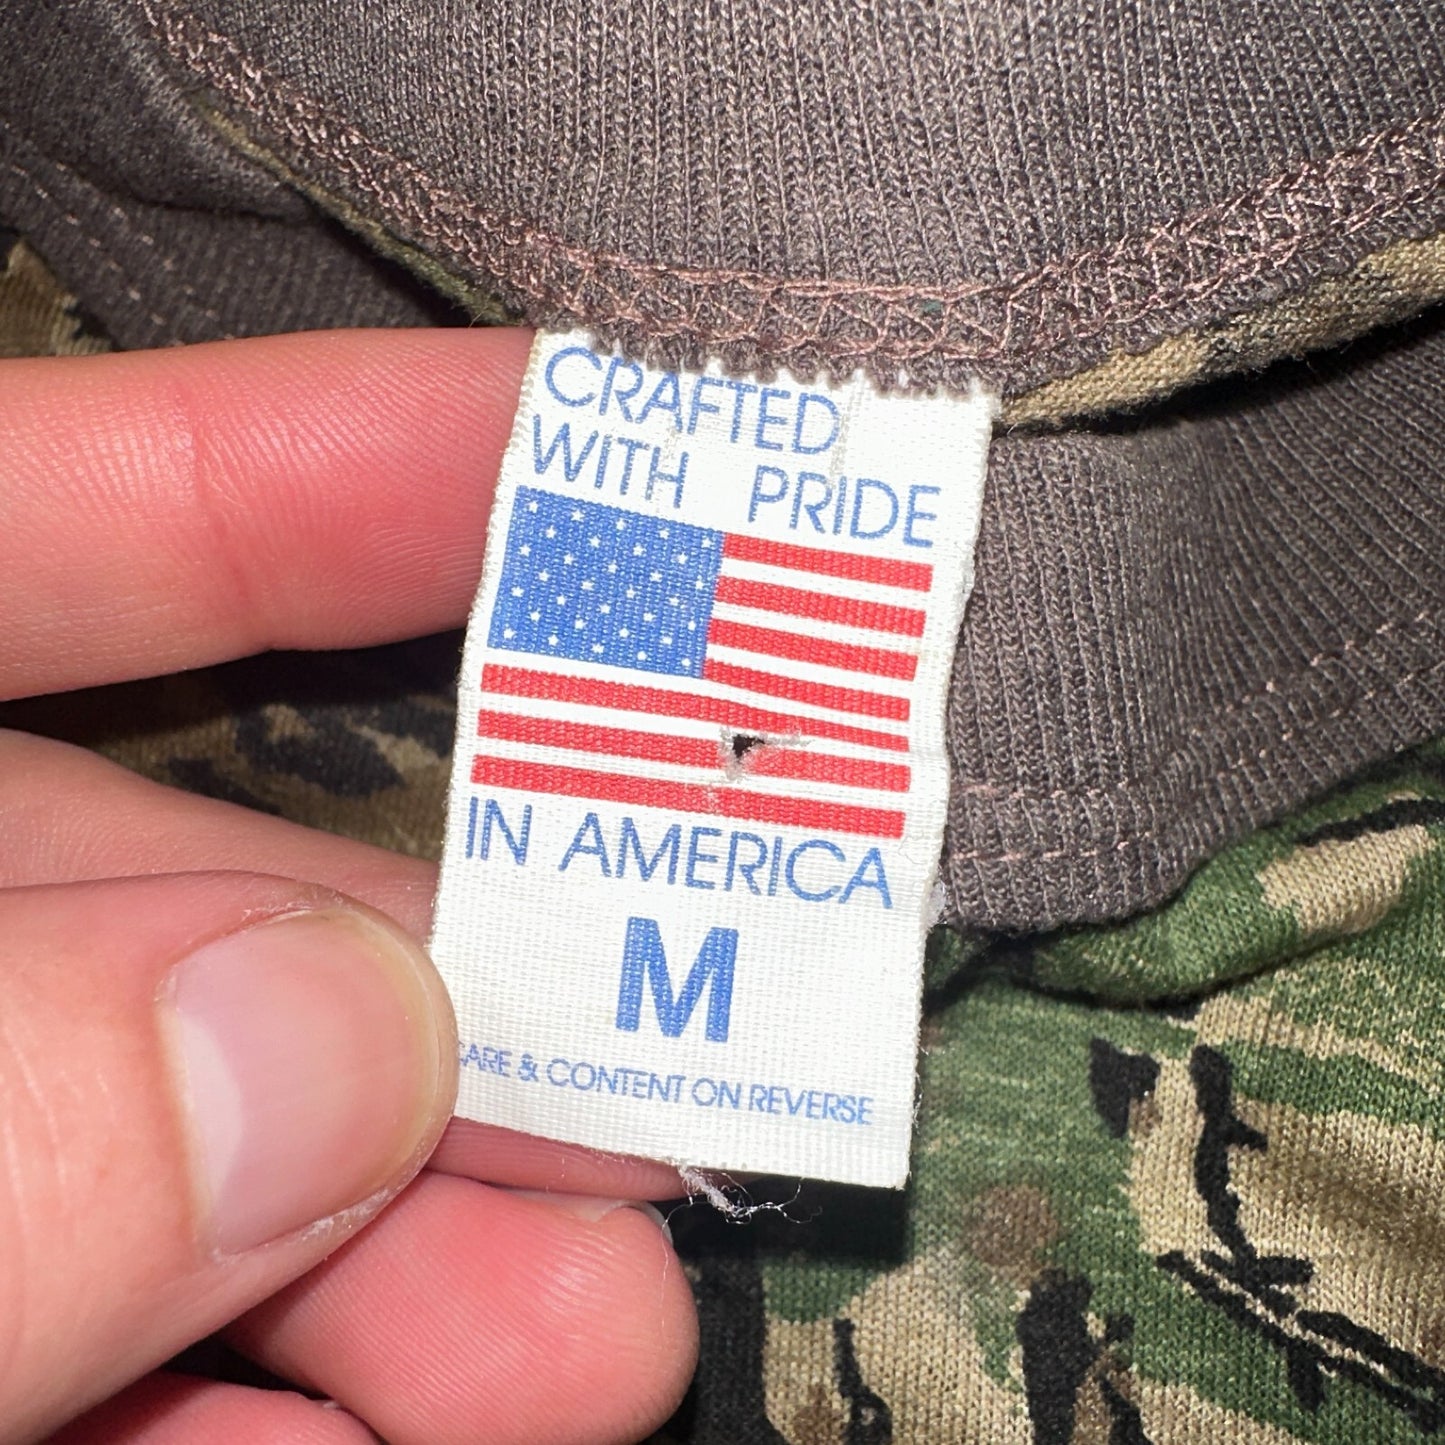 CRAFTED
WITH PRIDE
IN AMERICA
M
CARE & CONTENT ON REVERSE